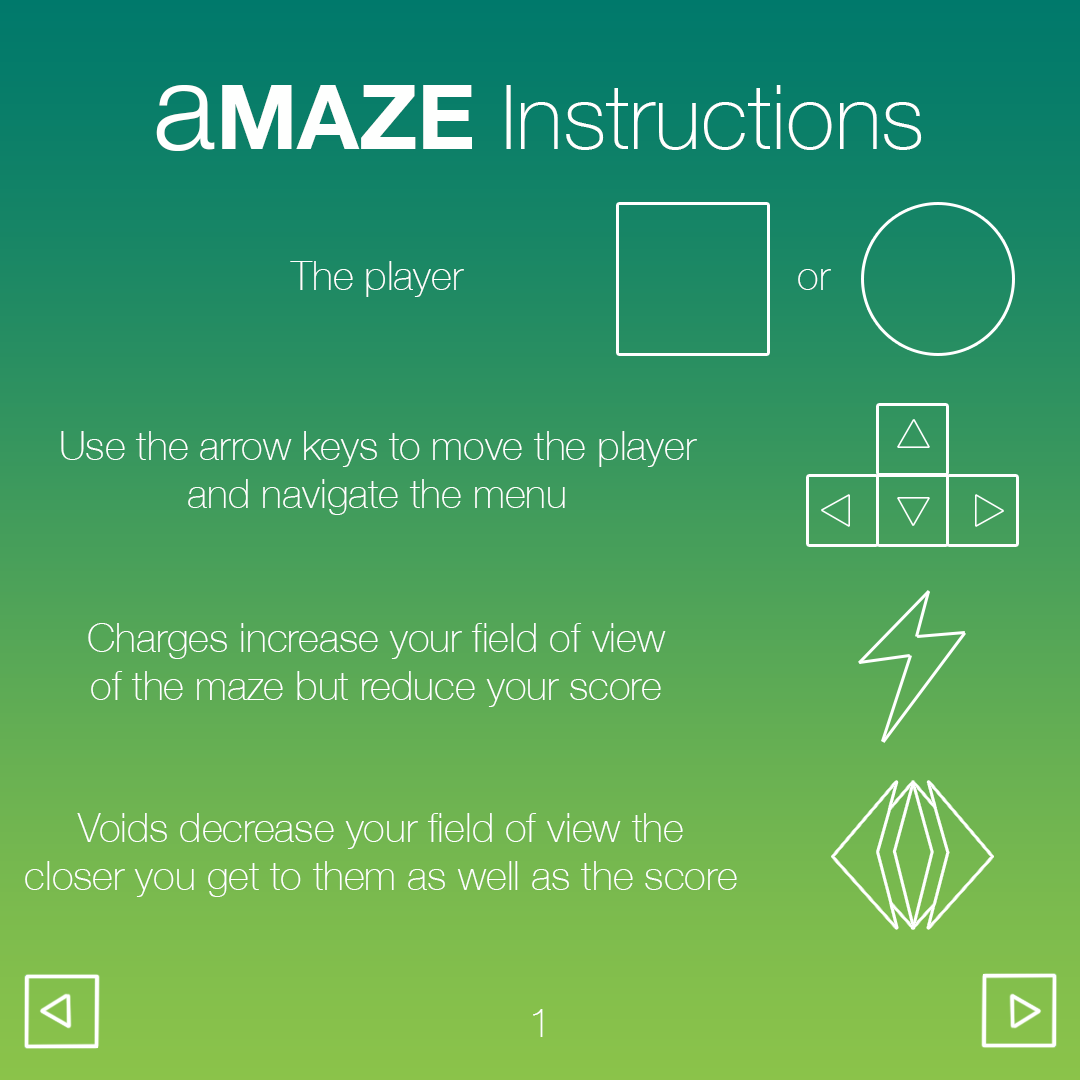 aMAZE Instructions
The player
or
Use the arrow keys to move the player
and navigate the menu
Charges increase your field of view
of the maze but reduce your score
Voids decrease your field of view the
closer you get to them as well as the score
1